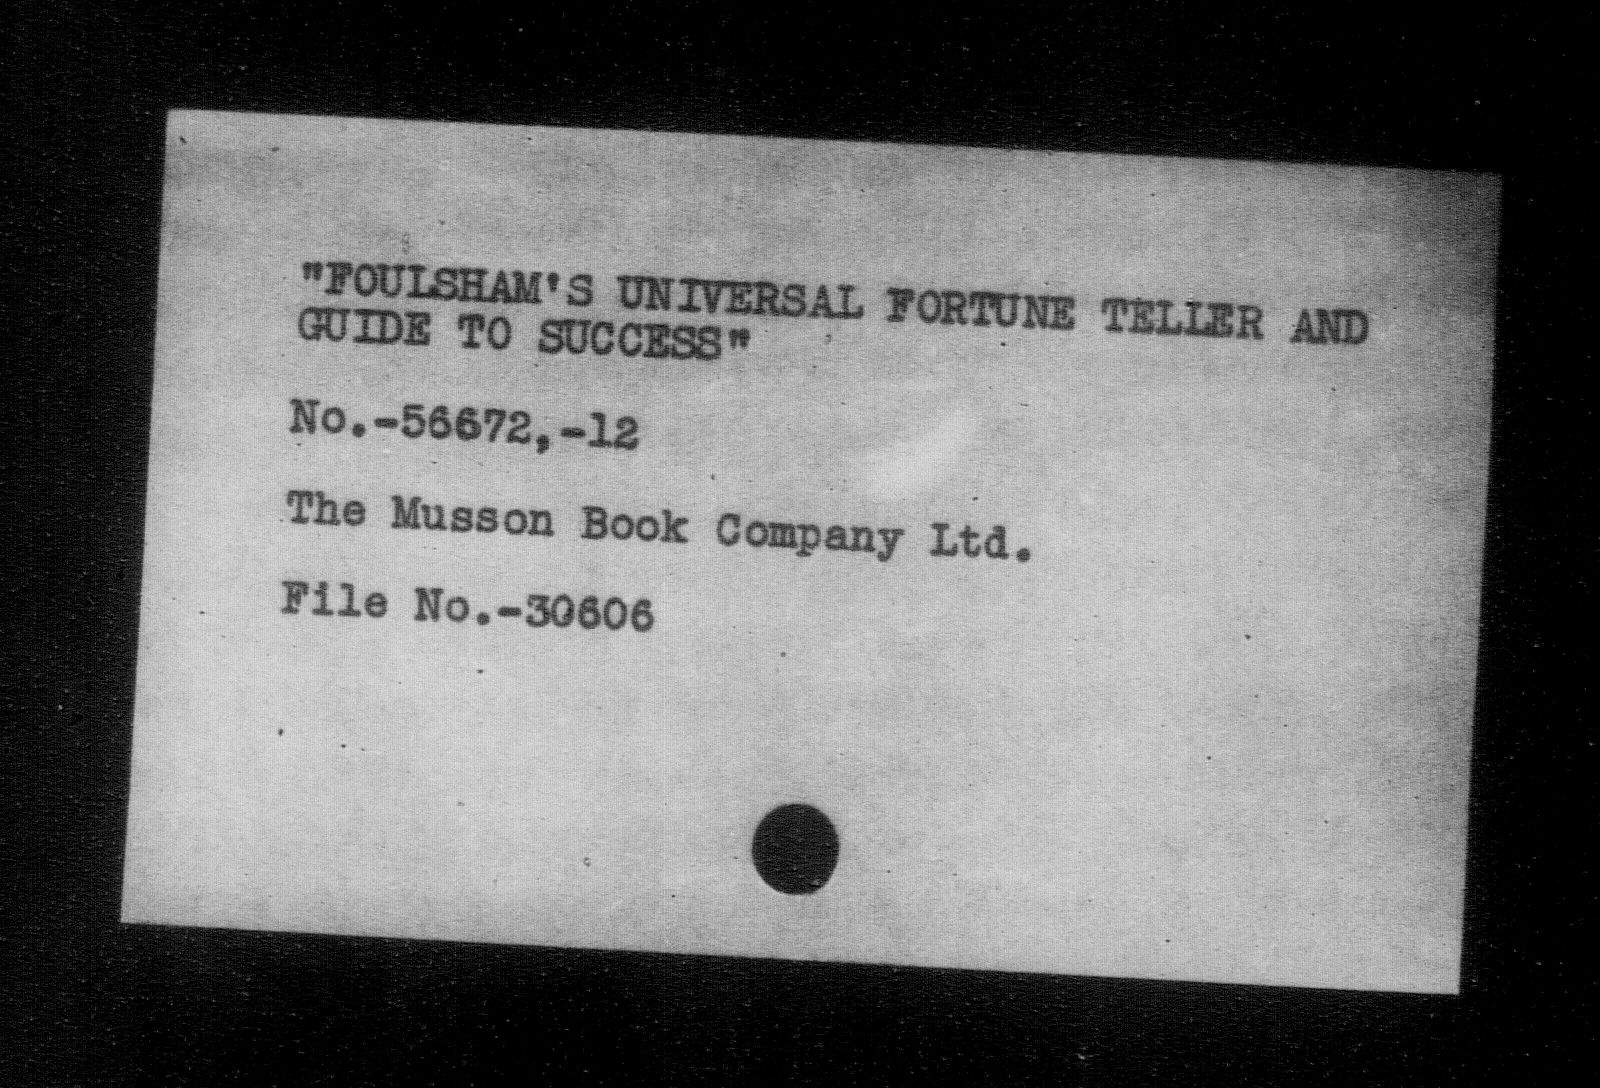 "FOULSHAM'S UNIVERSAL FORTUNE TELLER AND
GUIDE TO SUCCESS"
No.-56672,-12
The Musson Book Company Ltd.
File No.-30606